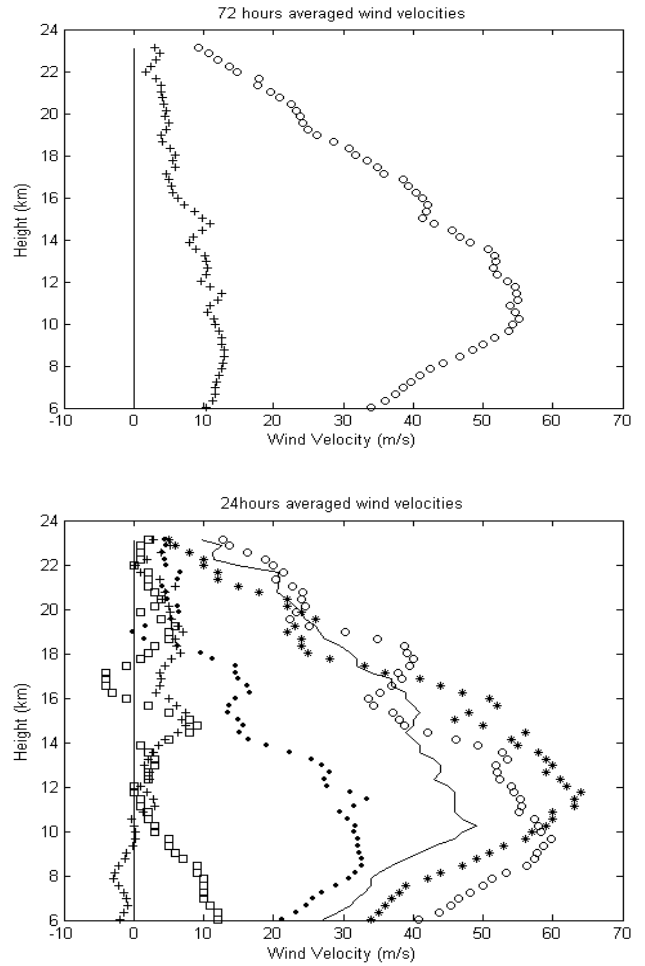 72 hours averaged wind velocities
24
22
20
18
16
14
12
10
8
6
Height (km)
-10 0 10 20 30 40 50 60 70
Wind Velocity (m/s)
24hours averaged wind velocities
24
22
20
18
16
14
12
10
8
6
Height (km)
-10 0 10 20 30 40 50 60 70
Wind Velocity (m/s)